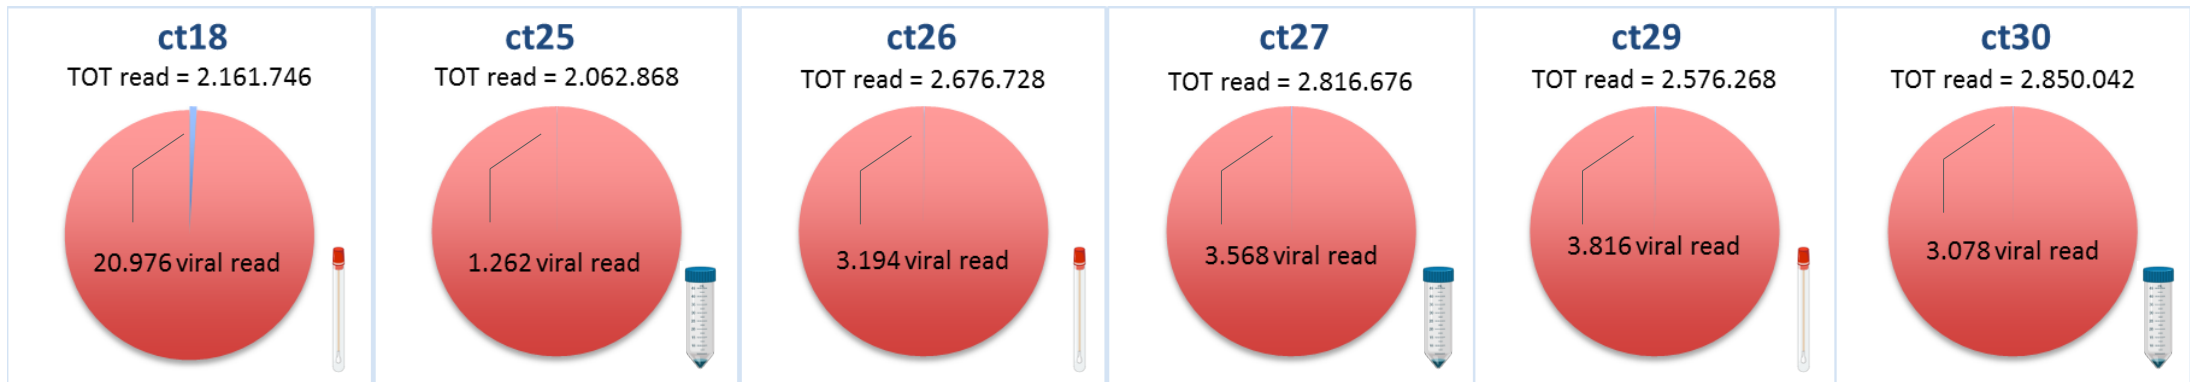 ct18
TOT read = 2.161.746
20.976 viral read
ct25
TOT read = 2.062.868
1.262 viral read
ct26
TOT read = 2.676.728
3.194 viral read
ct27
TOT read = 2.816.676
3.568 viral read
ct29
TOT read = 2.576.268
3.816 viral read
ct30
TOT read = 2.850.042
3.078 viral read